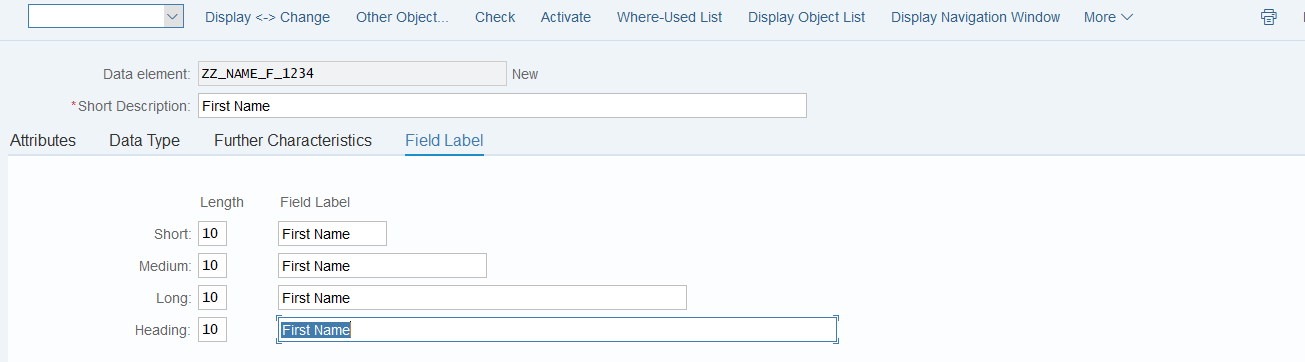 Display <-> Change Other Object... Check Activate Where-Used List Display Object List Display Navigation Window More
Data element: ZZ_NAME_F_1234 New
*Short Description: First Name
Attributes Data Type Further Characteristics Field Label
Length Field Label
Short: 10 First Name
Medium: 10 First Name
Long: 10 First Name
Heading: 10 First Name